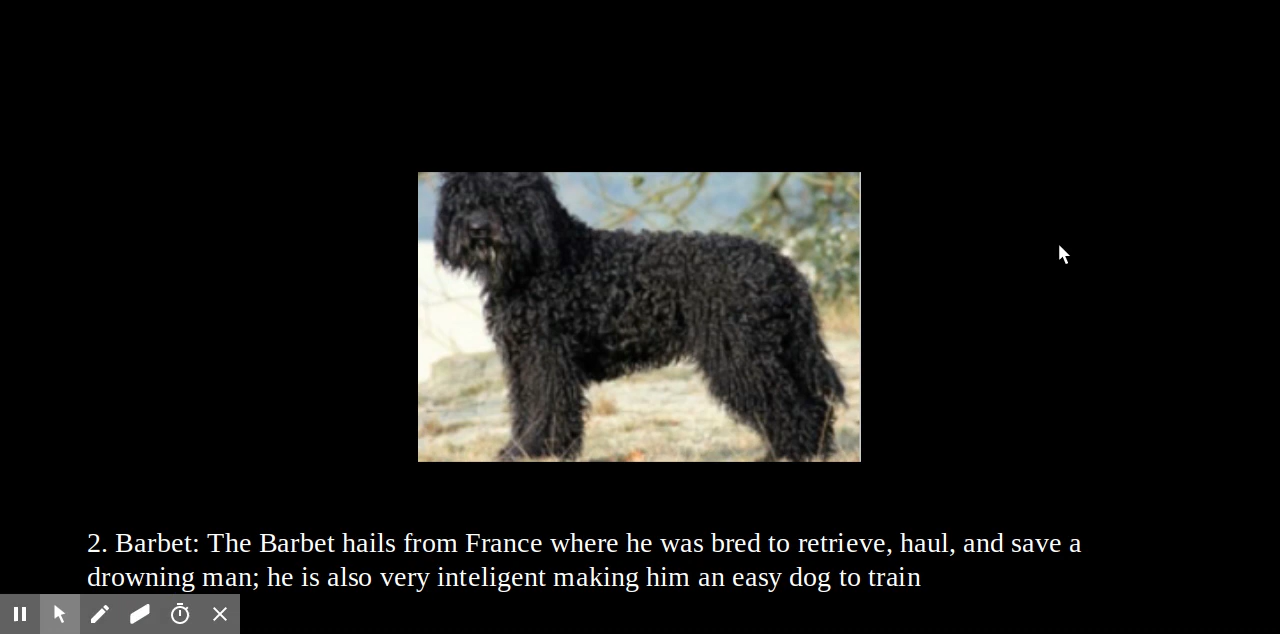 2. Barbet: The Barbet hails from France where he was bred to retrieve, haul, and save a
drowning man; he is also very inteligent making him an easy dog to train